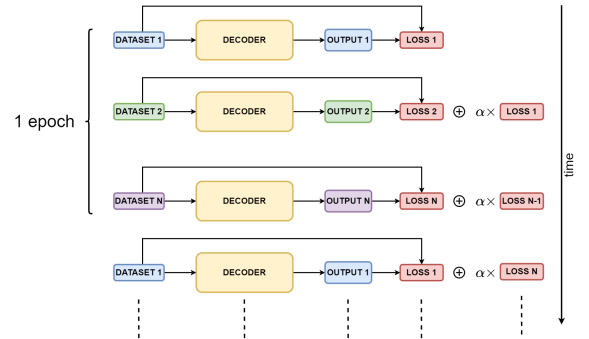 DATASET 1 DECODER OUTPUT 1 LOSS 1
DATASET 2 DECODER OUTPUT 2 LOSS 2 ⊕ α× LOSS 1
1 epoch
time
DATASET N DECODER OUTPUT N LOSS N ⊕ α× LOSS N-1
DATASET 1 DECODER OUTPUT 1 LOSS 1 ⊕ α× LOSS N